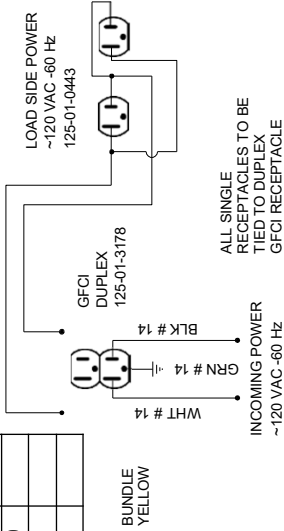 LOAD SIDE POWER
~120 VAC -60 Hz
125-01-0443
GFCI
DUPLEX
125-01-3178
ALL SINGLE
RECEPTACLES TO BE
TIED TO DUPLEX
GFCI RECEPTACLE
BLK # 14
GRN # 14
WHT # 14
BUNDLE
YELLOW
INCOMING POWER
~120 VAC -60 Hz